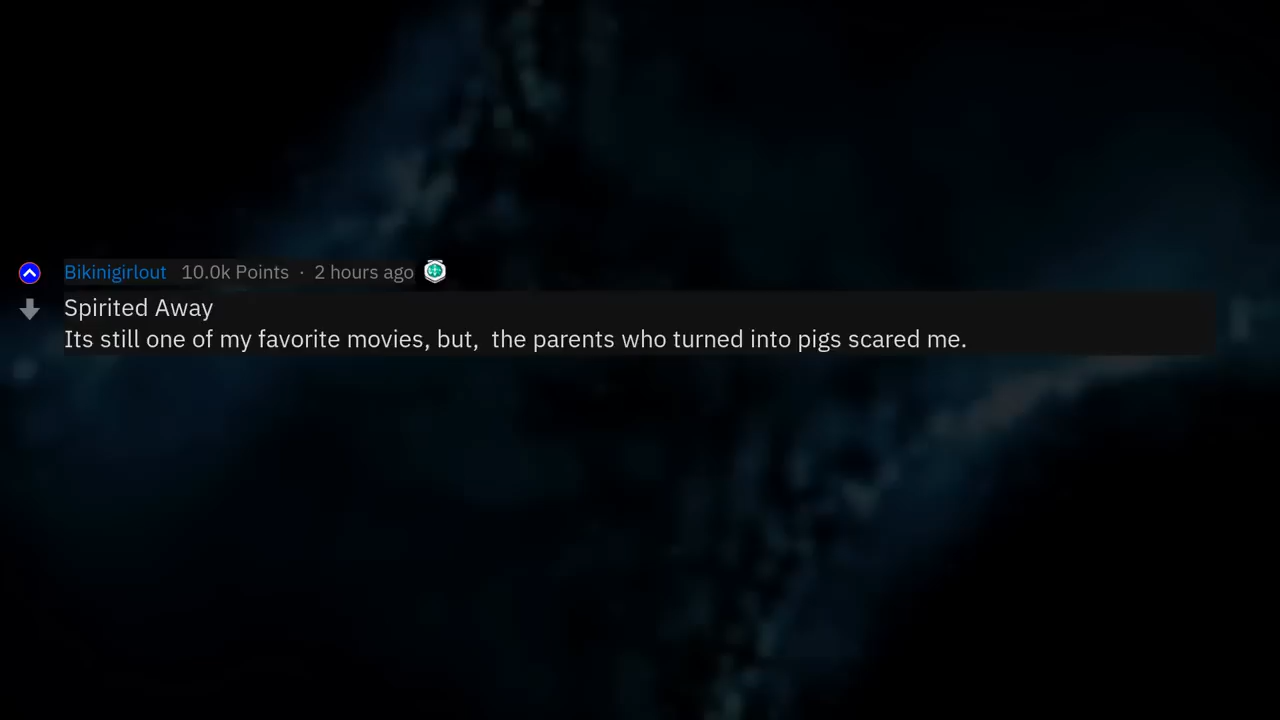 Bikinigirlout 10.0k Points · 2 hours ago
Spirited Away
Its still one of my favorite movies, but,  the parents who turned into pigs scared me.